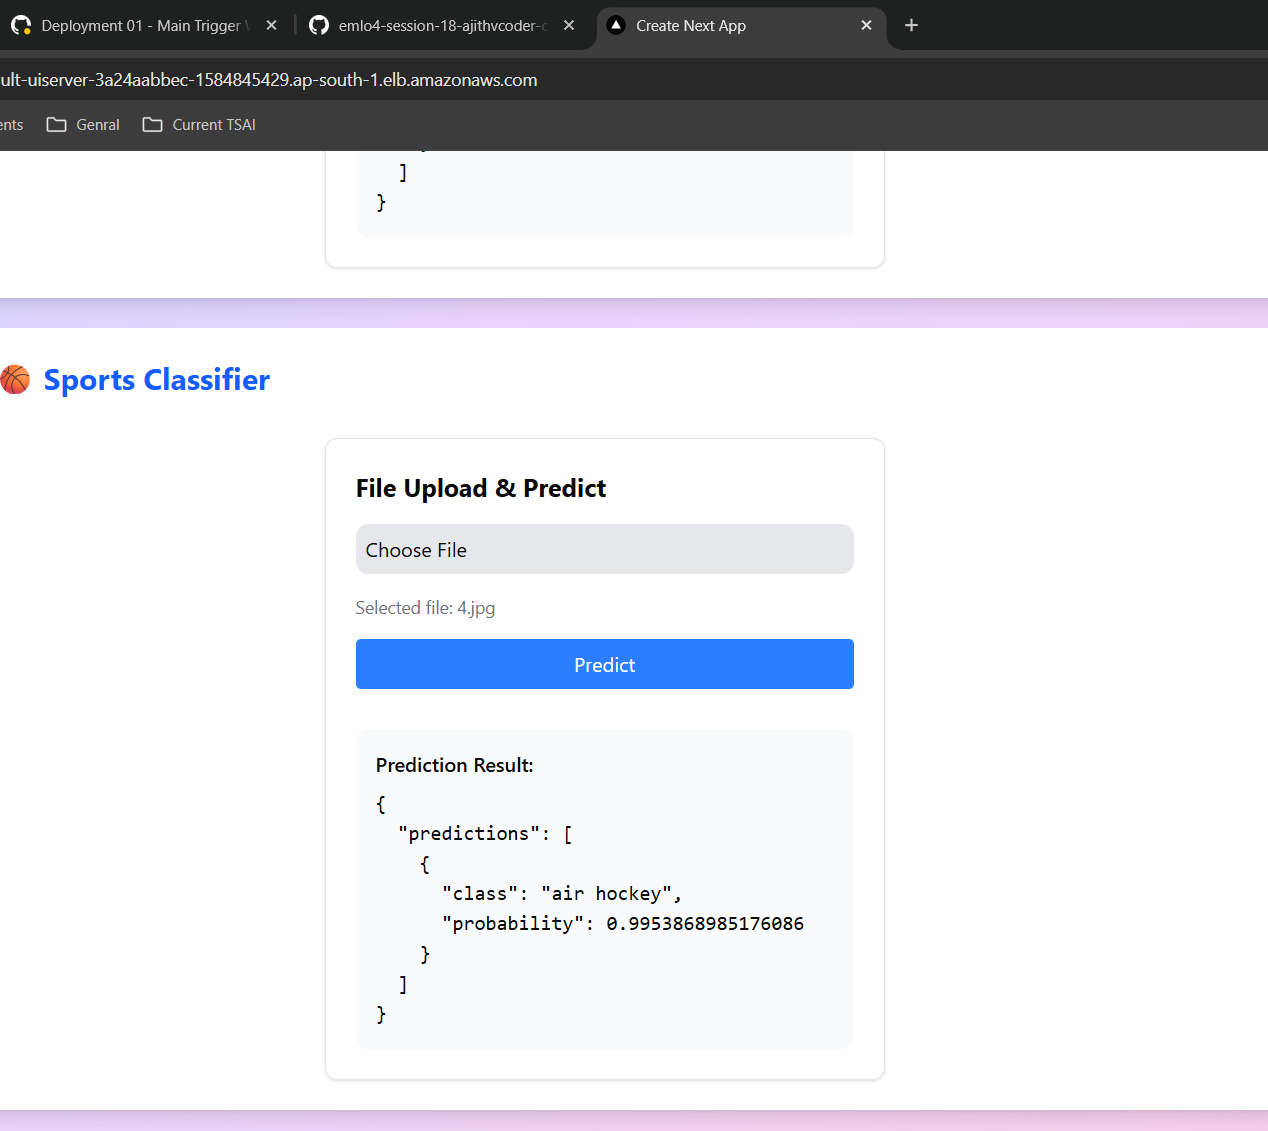 Deployment 01 - Main Trigger
emlo4-session-18-ajithvcoder-
Create Next App
ult-uiserver-3a24aabbec-1584845429.ap-south-1.elb.amazonaws.com
ents
Genral
Current TSAI
]
}
Sports Classifier
File Upload & Predict
Choose File
Selected file: 4.jpg
Predict
Prediction Result:
{
"predictions": [
{
"class": "air hockey",
"probability": 0.9953868985176086
}
]
}